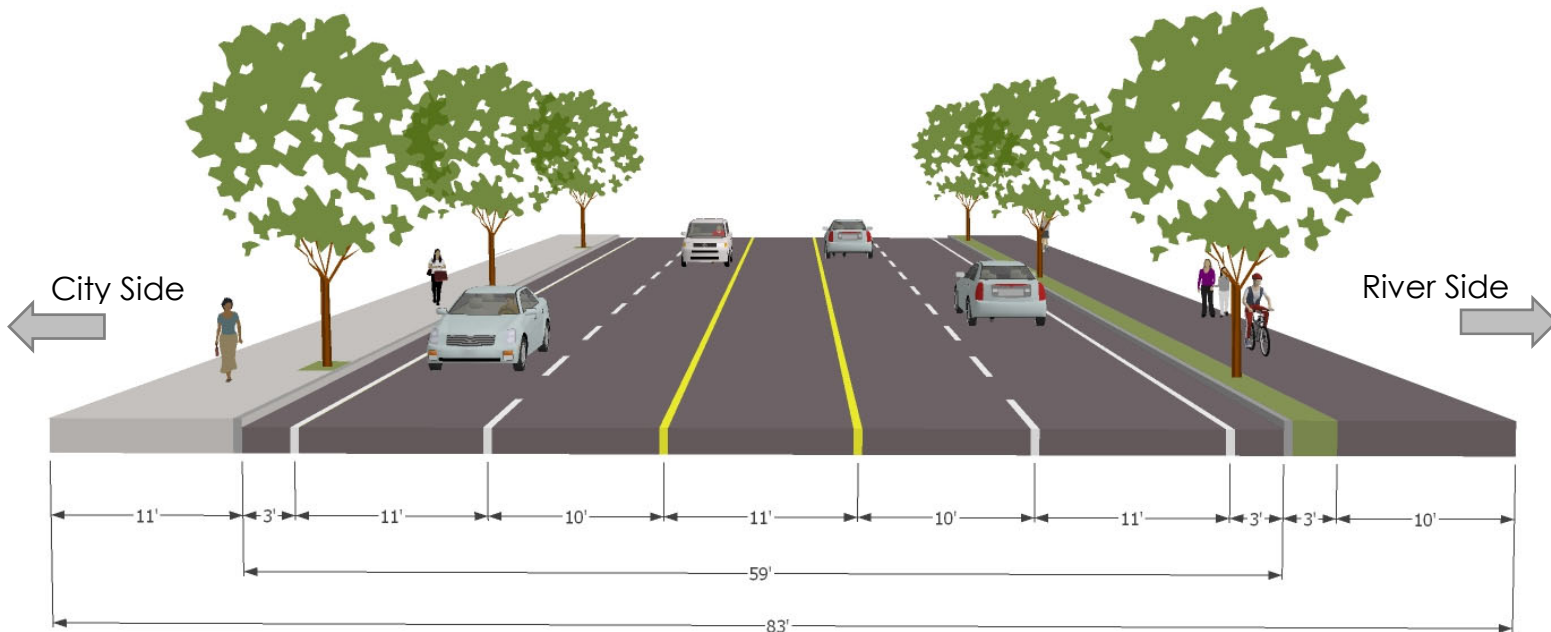 City Side
River Side
11' 3' 11' 10' 11' 10' 11' 3' 3' 10'
59'
83'